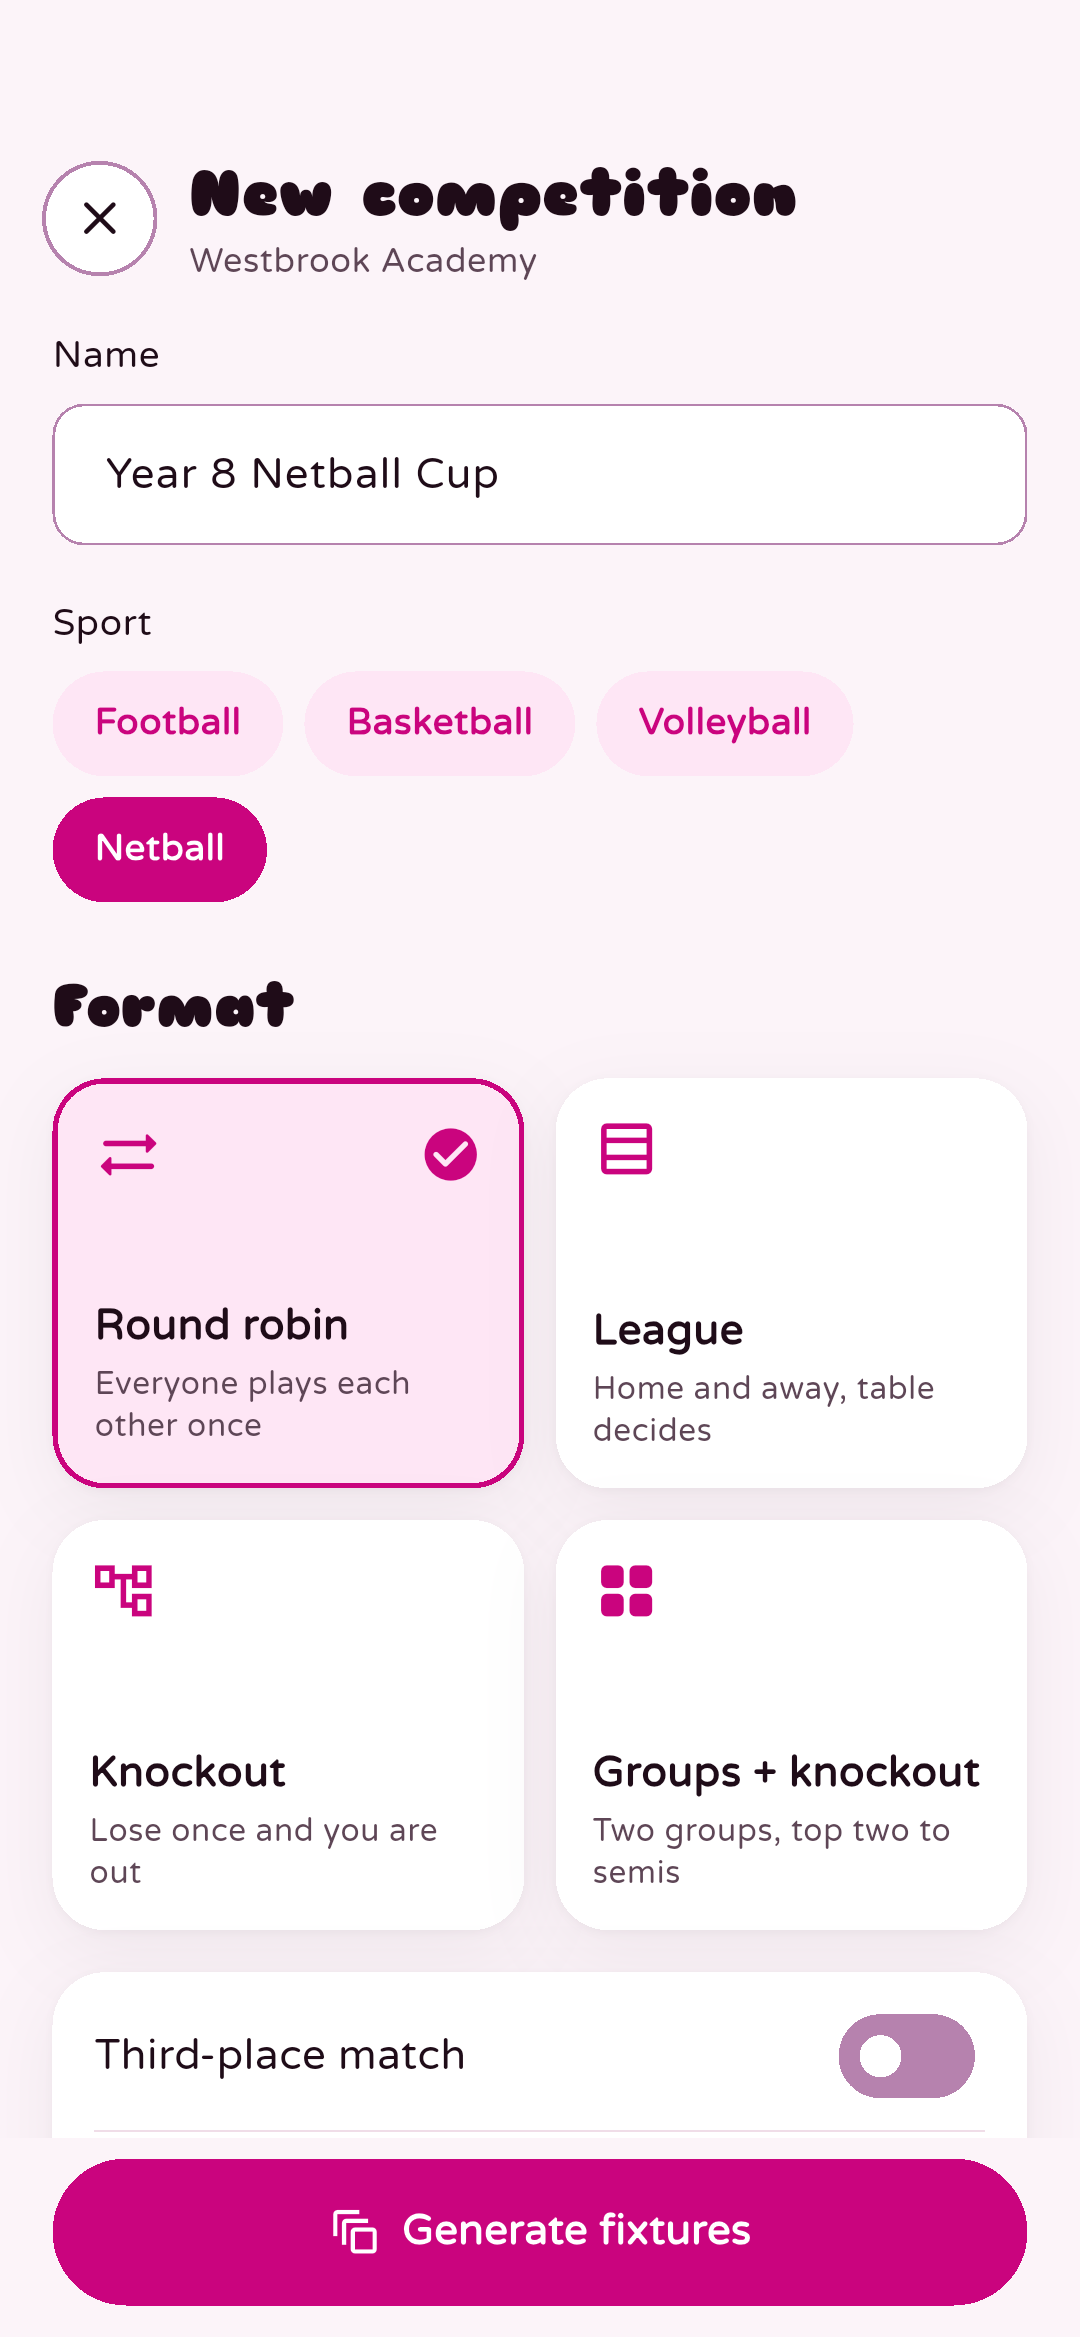 New competition
Westbrook Academy
Name
Year 8 Netball Cup
Sport
Football
Basketball
Volleyball
Netball
Format
Round robin
Everyone plays each
other once
League
Home and away, table
decides
Knockout
Lose once and you are
out
Groups + knockout
Two groups, top two to
semis
Third-place match
Generate fixtures